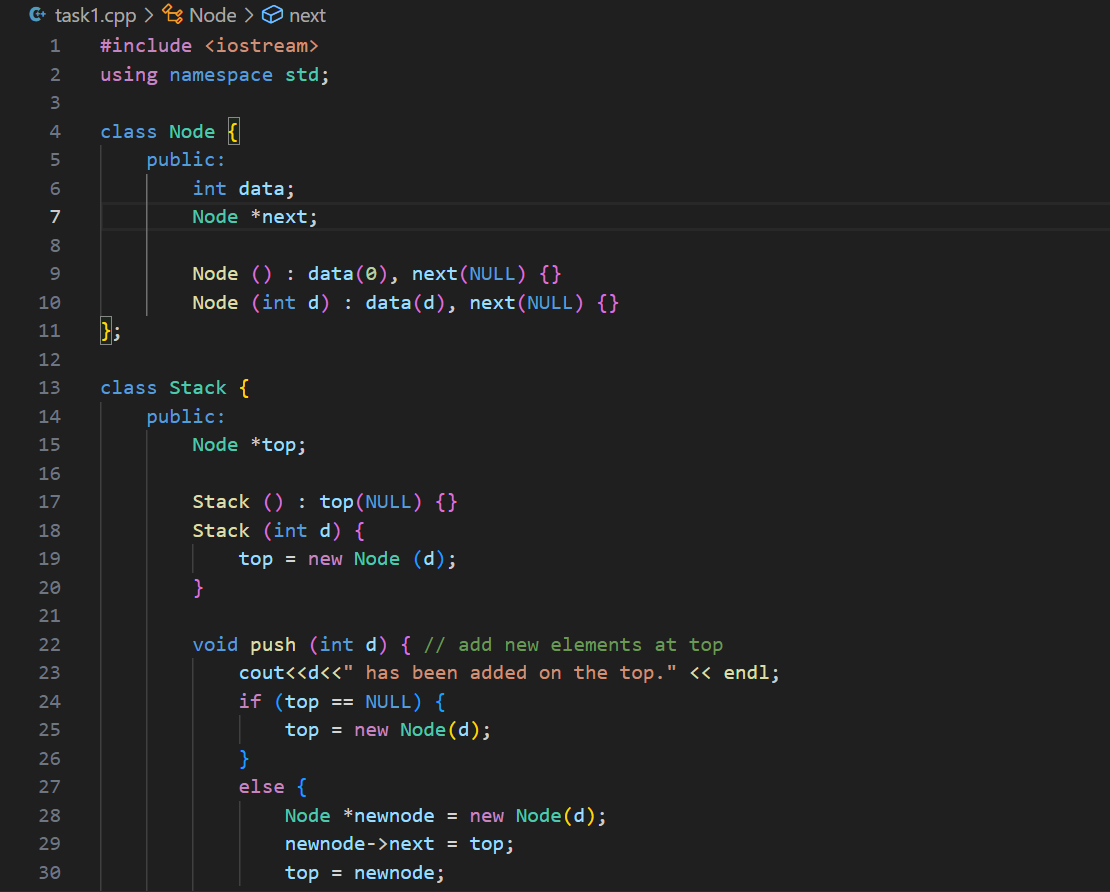 task1.cpp > Node > next
1 #include <iostream>
2 using namespace std;
3
4 class Node {
5     public:
6         int data;
7         Node *next;
8
9         Node () : data(0), next(NULL) {}
10         Node (int d) : data(d), next(NULL) {}
11 };
12
13 class Stack {
14     public:
15         Node *top;
16
17         Stack () : top(NULL) {}
18         Stack (int d) {
19             top = new Node (d);
20         }
21
22         void push (int d) { // add new elements at top
23             cout<<d<<" has been added on the top." << endl;
24             if (top == NULL) {
25                 top = new Node(d);
26             }
27             else {
28                 Node *newnode = new Node(d);
29                 newnode->next = top;
30                 top = newnode;